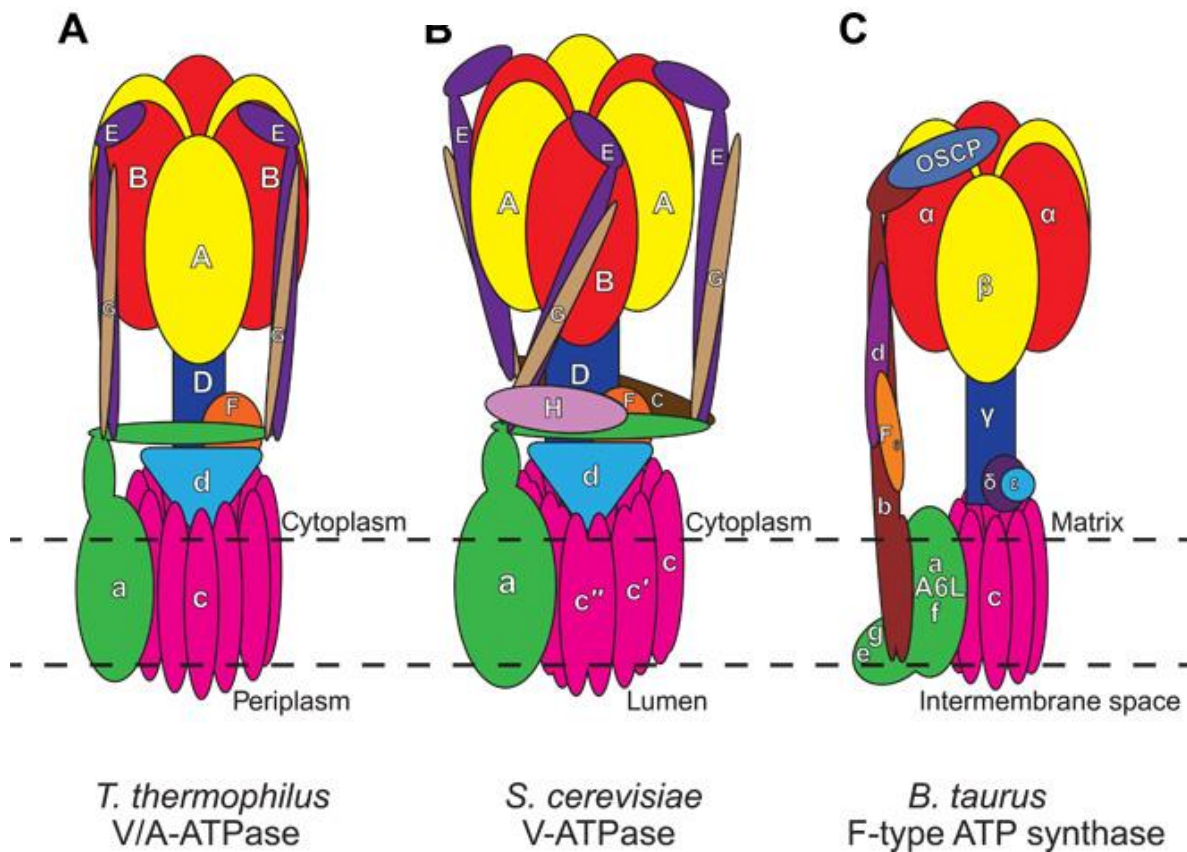 A
B
C
E
E
B
B
A
G
G
D
F
d
a
c
Cytoplasm
Periplasm
E
E
E
A
A
B
G
G
D
H
F
C
d
a
c"
c'
c
Cytoplasm
Lumen
OSCP
α
α
β
d
F₆
γ
δ
ε
b
a
A6L
f
g
e
c
Matrix
Intermembrane space
T. thermophilus
V/A-ATPase
S. cerevisiae
V-ATPase
B. taurus
F-type ATP synthase